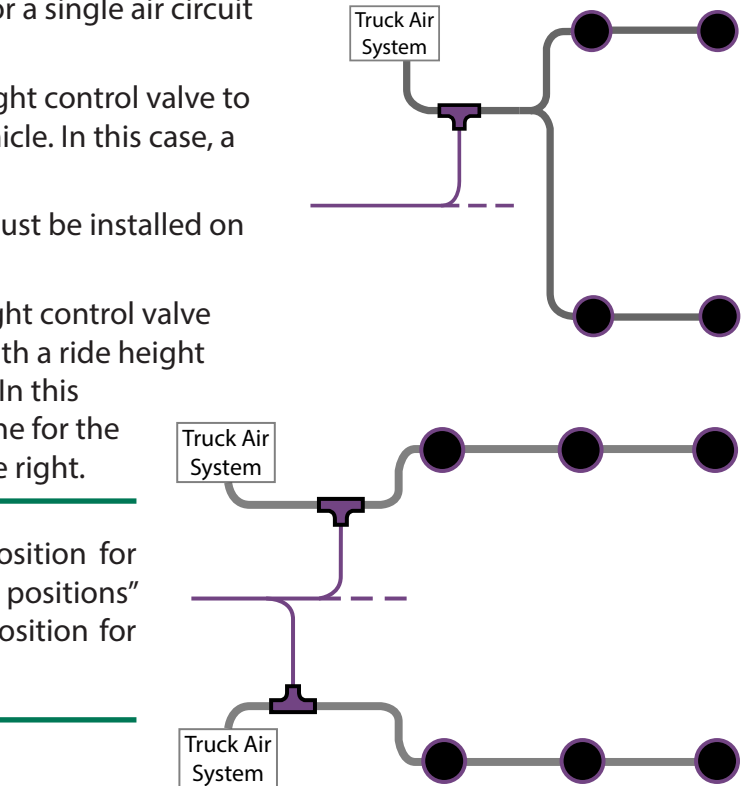 or a single air circuit
ght control valve to
icle. In this case, a
ust be installed on
ght control valve
th a ride height
In this
ne for the
e right.
osition for
positions”
osition for
Truck Air
System
Truck Air
System
Truck Air
System